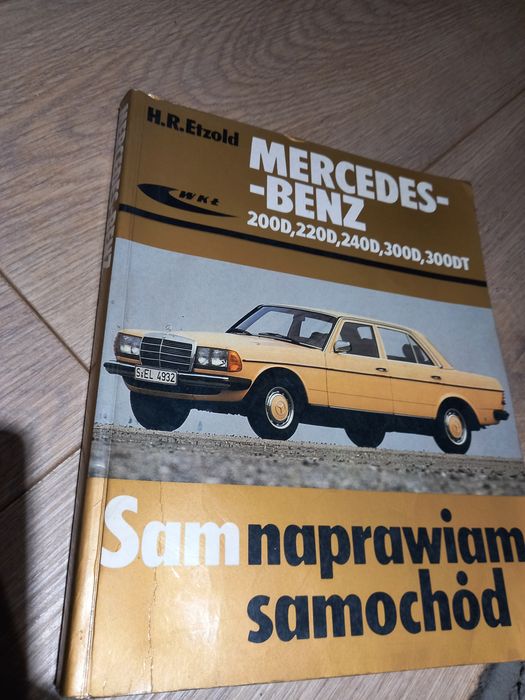 H.R.Etzold
MERCEDES-
-BENZ
200D,220D,240D,300D,300DT
WKŁ
S-EL 4932
Sam naprawiam
samochód